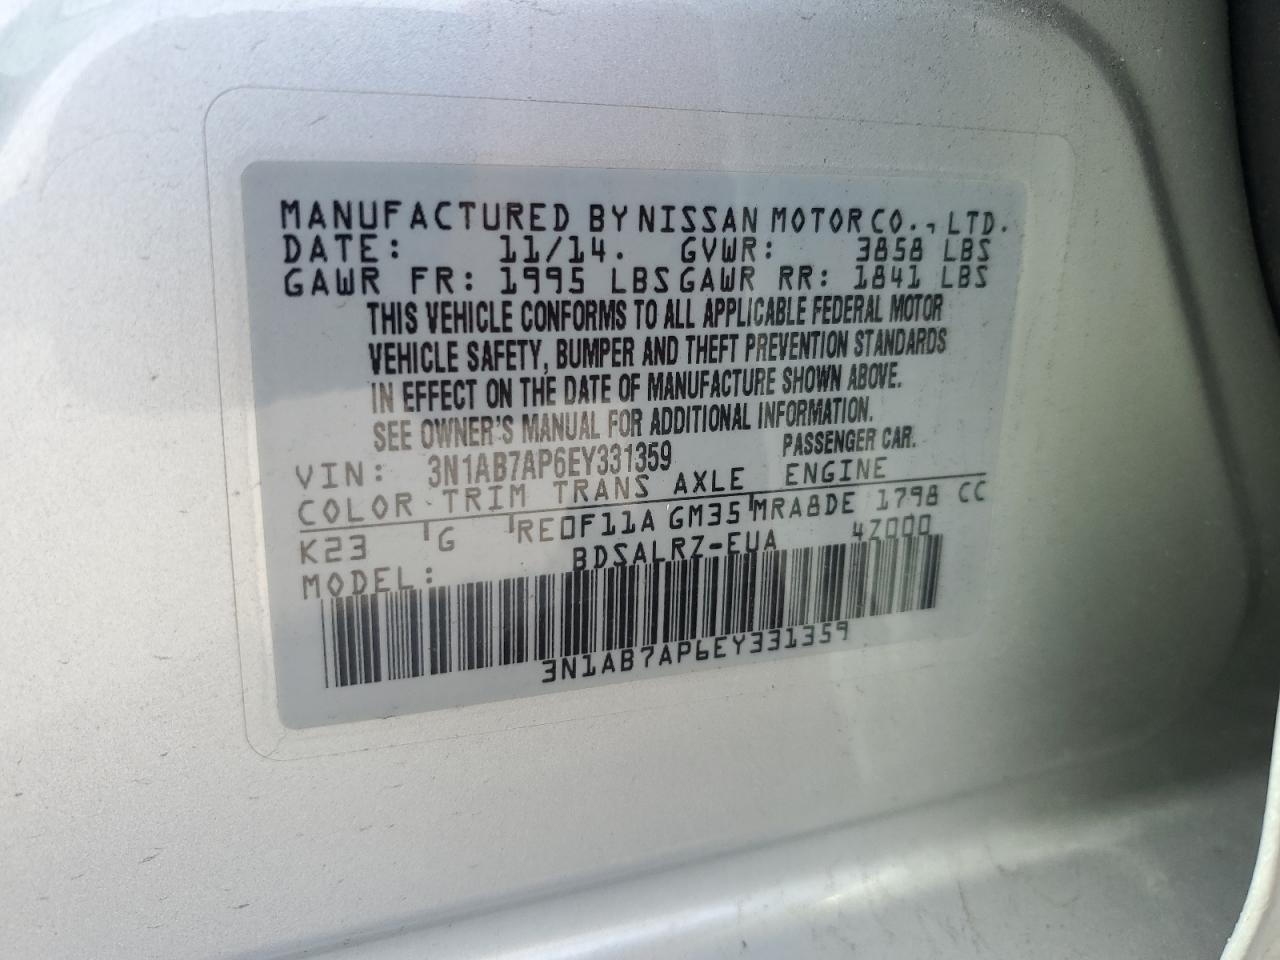 MANUFACTURED BY NISSAN MOTOR CO., LTD.
DATE: 11/14. GVWR: 3858 LBS
GAWR FR: 1995 LBS GAWR RR: 1841 LBS
THIS VEHICLE CONFORMS TO ALL APPLICABLE FEDERAL MOTOR
VEHICLE SAFETY, BUMPER AND THEFT PREVENTION STANDARDS
IN EFFECT ON THE DATE OF MANUFACTURE SHOWN ABOVE.
SEE OWNER'S MANUAL FOR ADDITIONAL INFORMATION.
VIN: 3N1AB7AP6EY331359 PASSENGER CAR.
COLOR TRIM TRANS AXLE ENGINE
K23 G RE0F11A GM35 MRA8DE 1798 CC
MODEL: BDSALRZ-EUA 4Z000
3N1AB7AP6EY331359